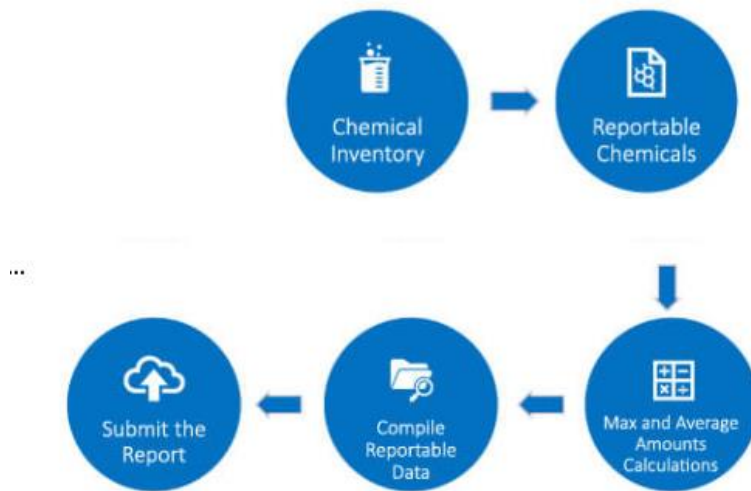 Chemical
Inventory
Reportable
Chemicals
...
Max and Average
Amounts
Calculations
Compile
Reportable
Data
Submit the
Report